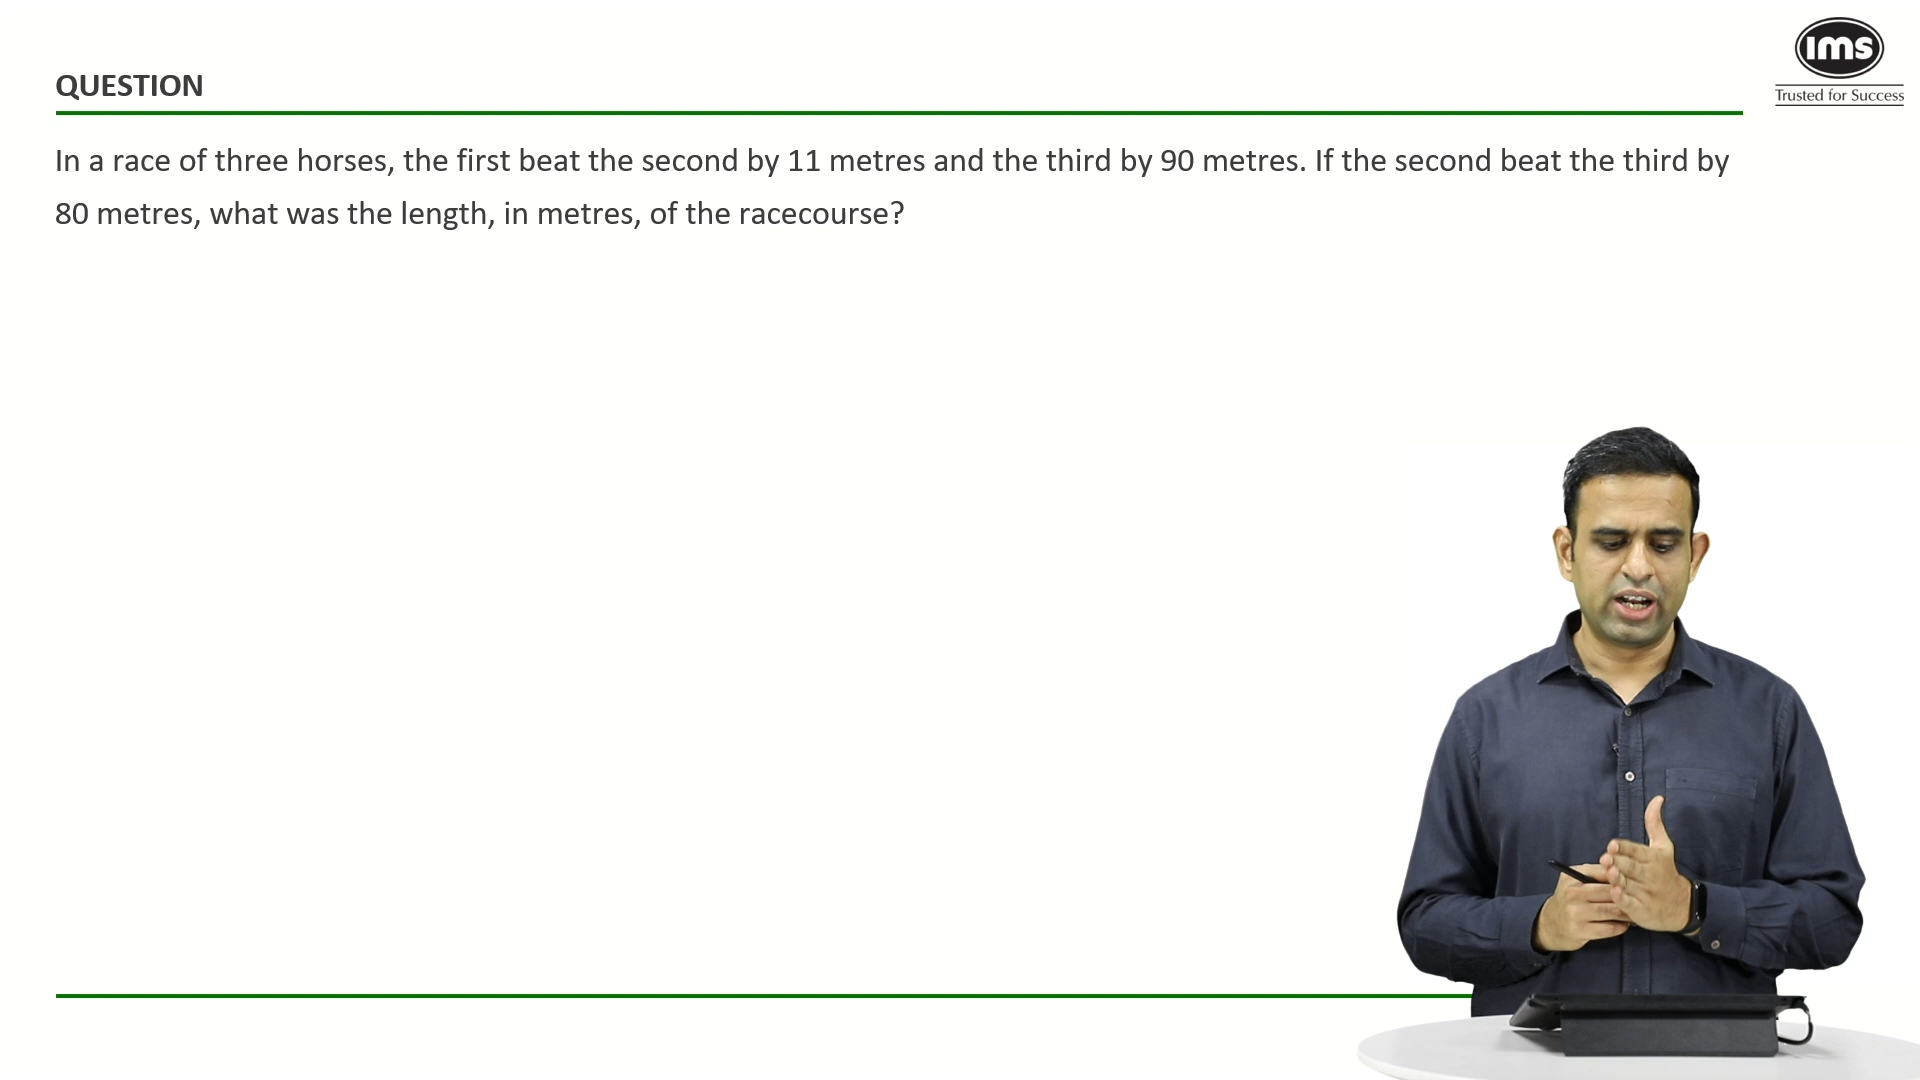 ims
Trusted for Success
QUESTION
In a race of three horses, the first beat the second by 11 metres and the third by 90 metres. If the second beat the third by
80 metres, what was the length, in metres, of the racecourse?